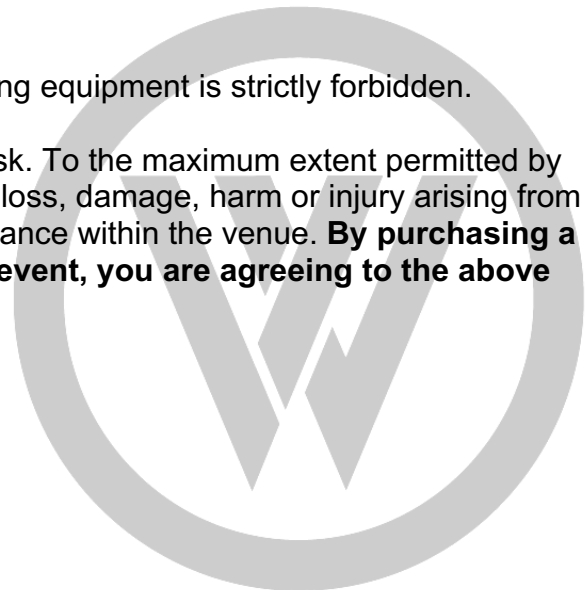 ng equipment is strictly forbidden.
sk. To the maximum extent permitted by
loss, damage, harm or injury arising from
ance within the venue. By purchasing a
event, you are agreeing to the above